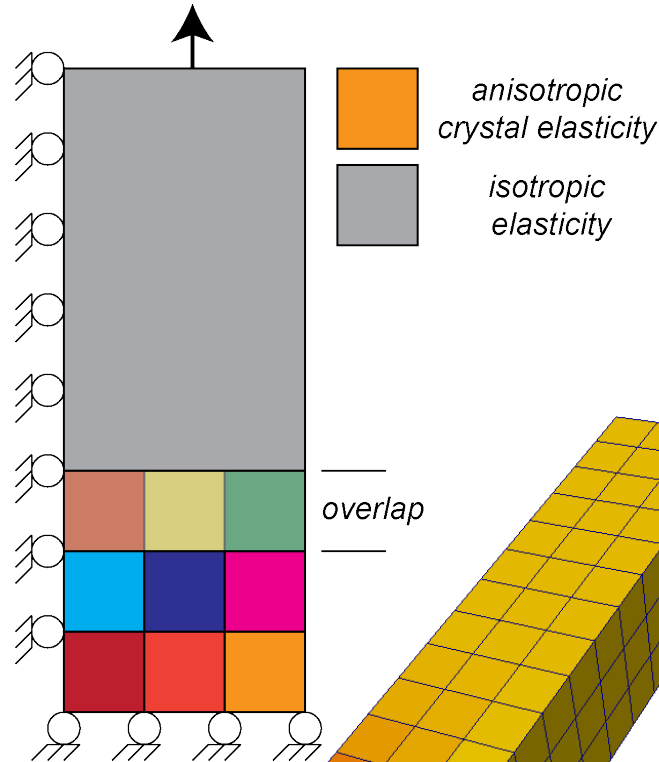 anisotropic
crystal elasticity
isotropic
elasticity
overlap